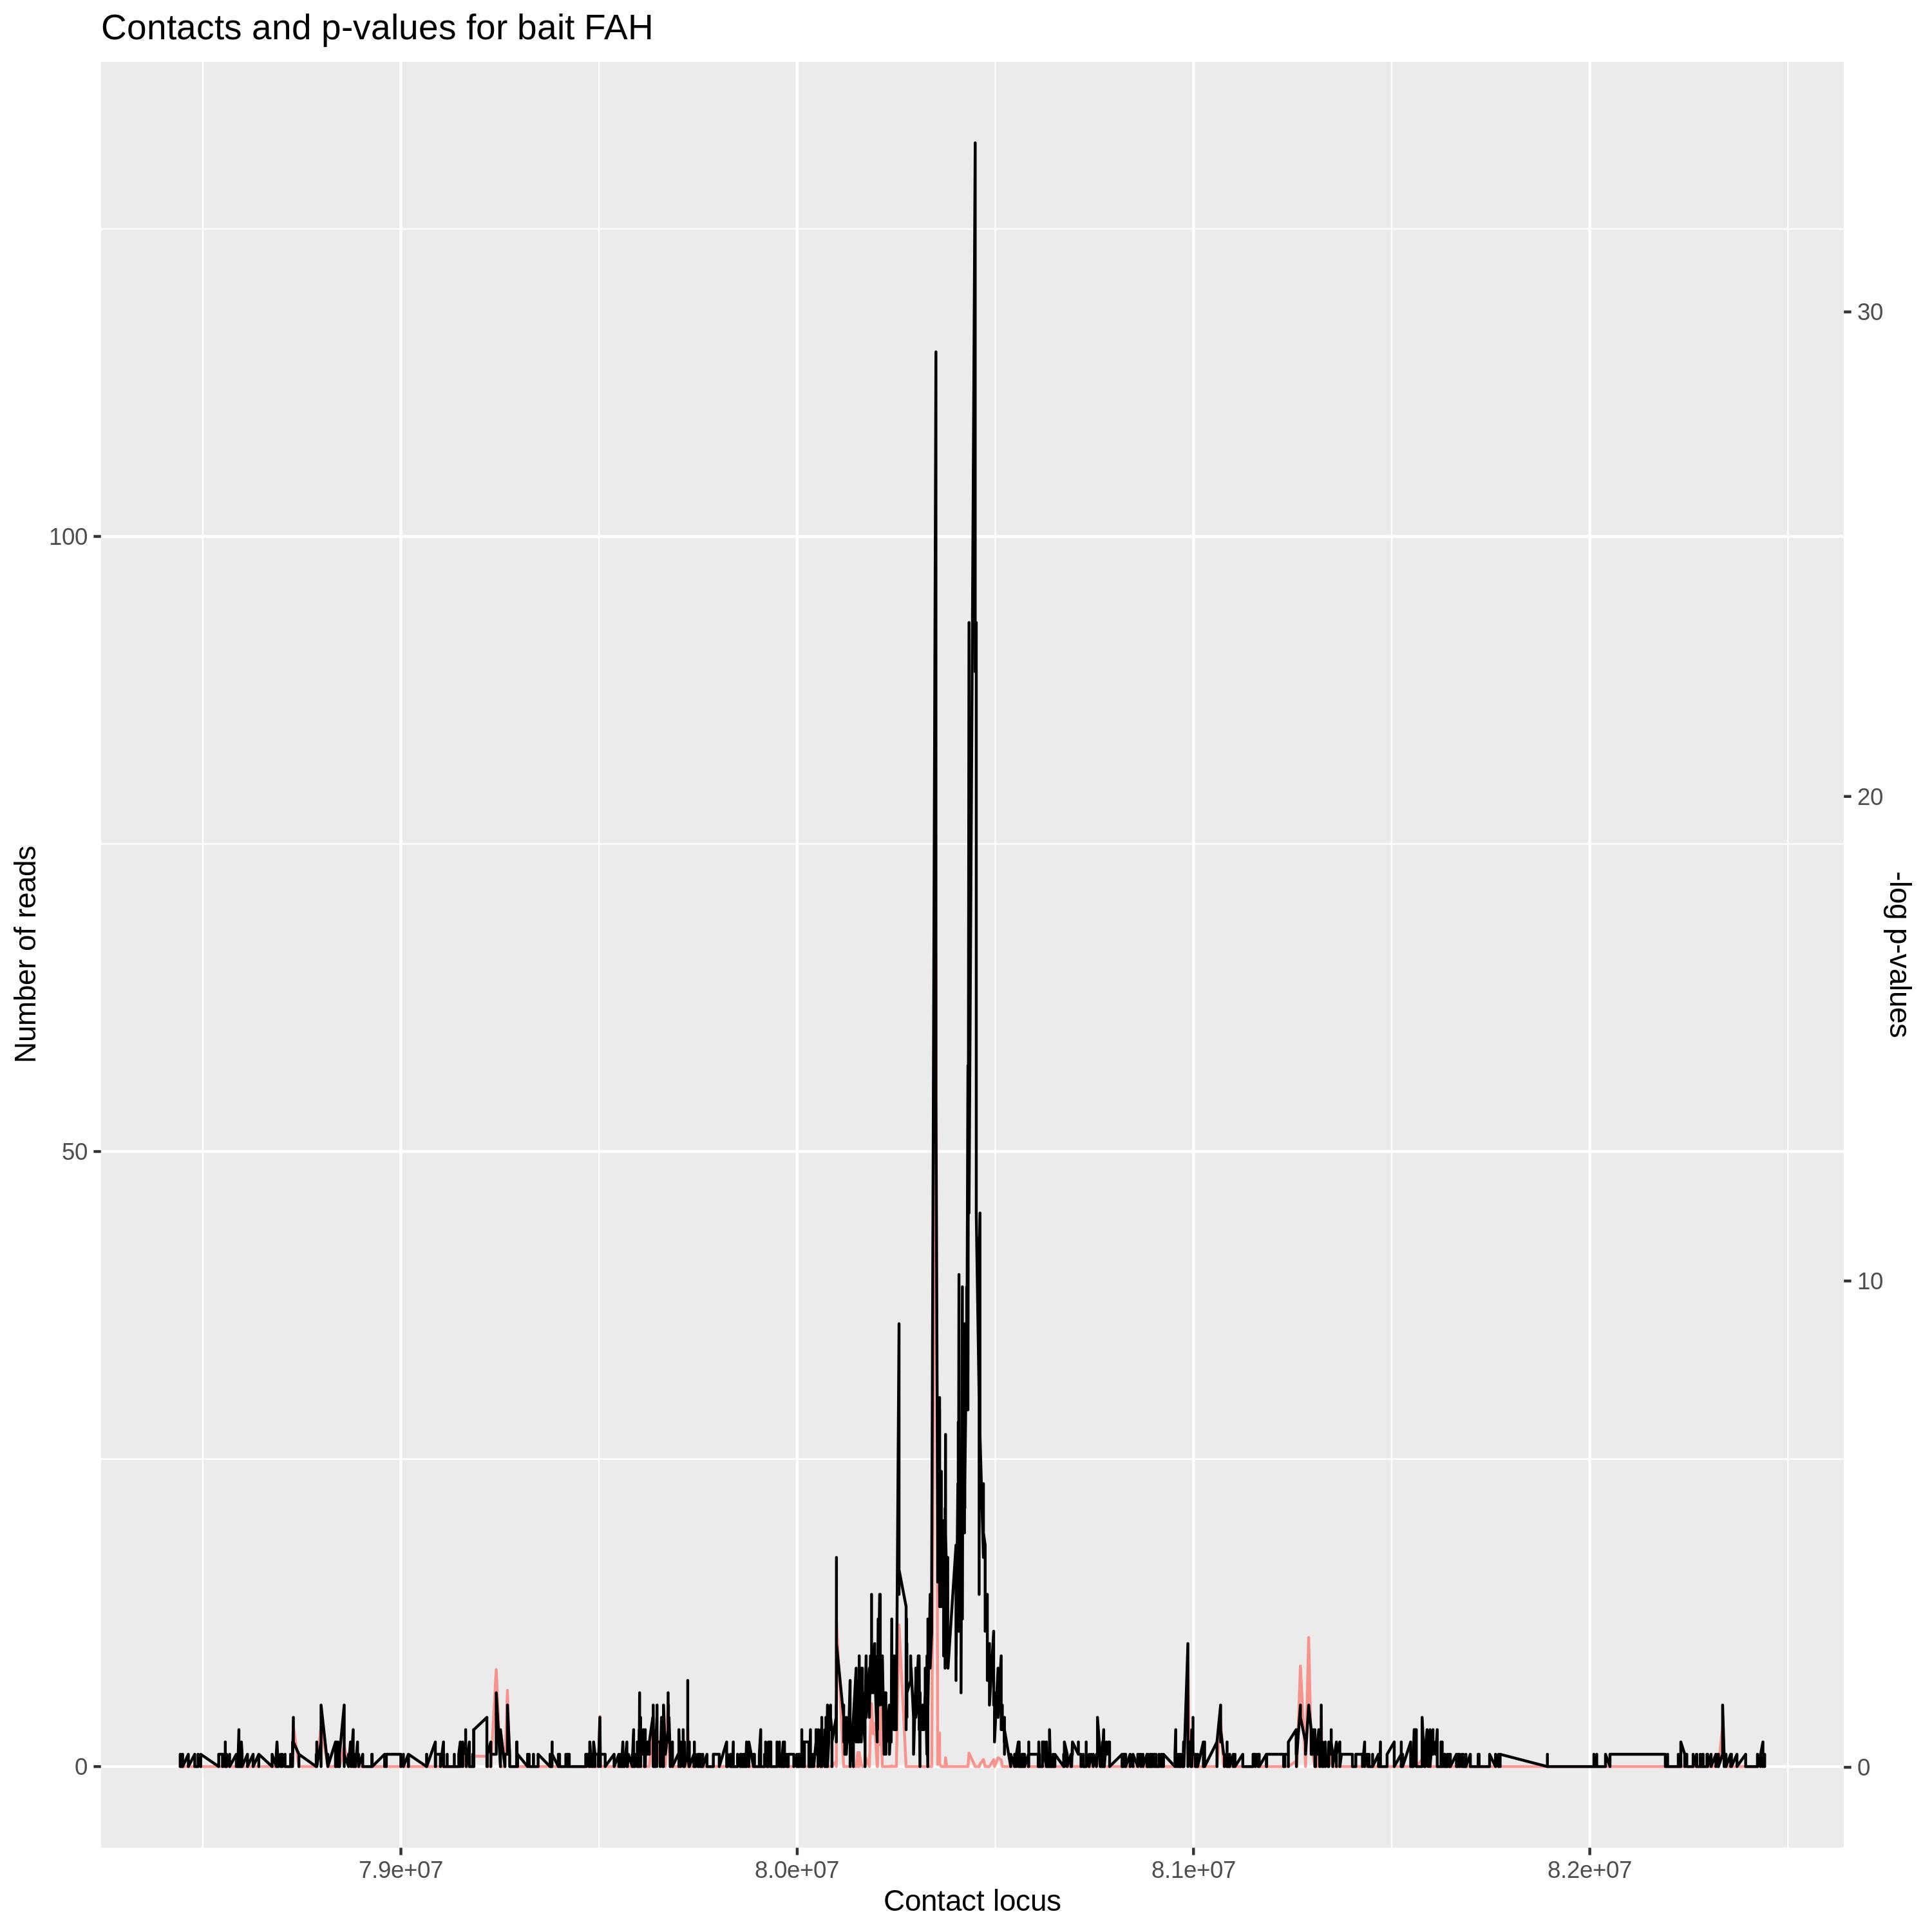 Contacts and p-values for bait FAH
Number of reads
100
50
0
30
20
10
0
-log p-values
7.9e+07
8.0e+07
8.1e+07
8.2e+07
Contact locus